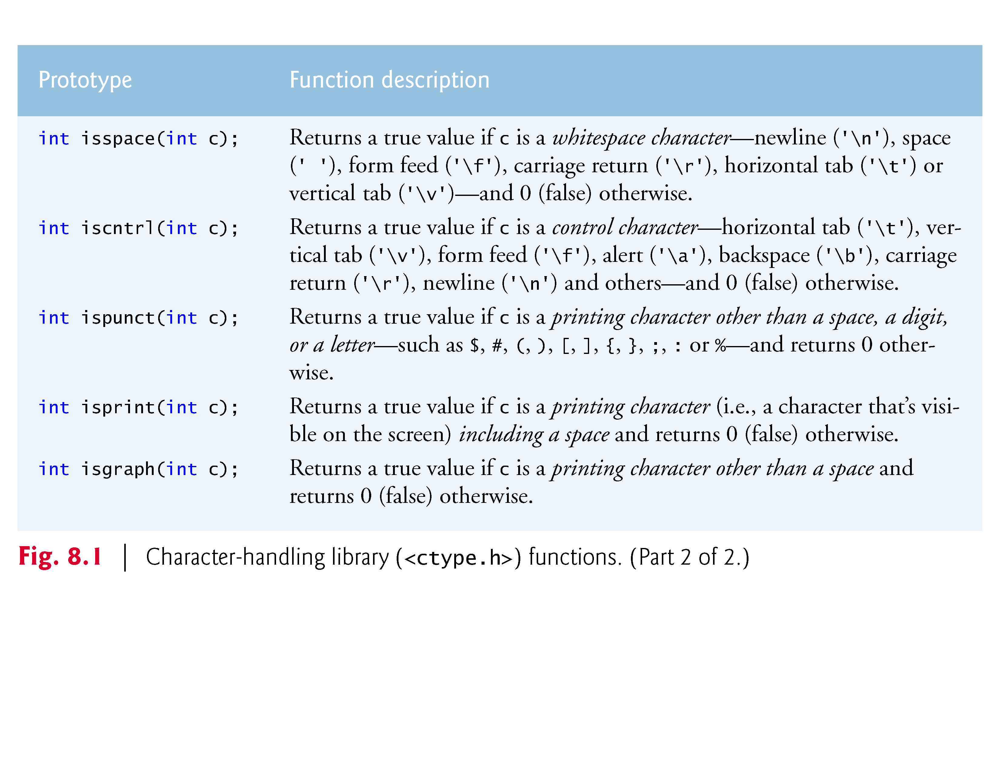 Prototype Function description
int isspace(int c); Returns a true value if c is a whitespace character—newline ('\n'), space
(' '), form feed ('\f'), carriage return ('\r'), horizontal tab ('\t') or
vertical tab ('\v')—and 0 (false) otherwise.
int iscntrl(int c); Returns a true value if c is a control character—horizontal tab ('\t'), ver-
tical tab ('\v'), form feed ('\f'), alert ('\a'), backspace ('\b'), carriage
return ('\r'), newline ('\n') and others—and 0 (false) otherwise.
int ispunct(int c); Returns a true value if c is a printing character other than a space, a digit,
or a letter—such as $, #, (, ), [, ], {, }, ;, : or %—and returns 0 other-
wise.
int isprint(int c); Returns a true value if c is a printing character (i.e., a character that’s visi-
ble on the screen) including a space and returns 0 (false) otherwise.
int isgraph(int c); Returns a true value if c is a printing character other than a space and
returns 0 (false) otherwise.
Fig. 8.1 | Character-handling library (<ctype.h>) functions. (Part 2 of 2.)